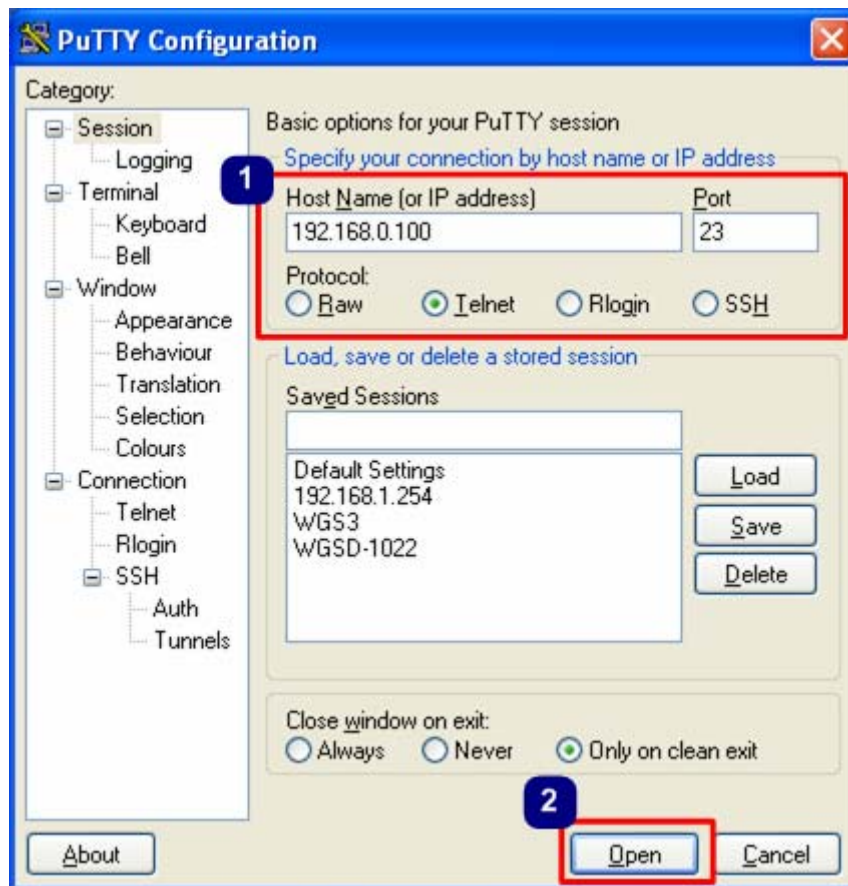 PuTTY Configuration
Category:
Session
Logging
Terminal
Keyboard
Bell
Window
Appearance
Behaviour
Translation
Selection
Colours
Connection
Telnet
Rlogin
SSH
Auth
Tunnels
Basic options for your PuTTY session
Specify your connection by host name or IP address
1
Host Name (or IP address) Port
192.168.0.100 23
Protocol:
Raw Telnet Rlogin SSH
Load, save or delete a stored session
Saved Sessions
Default Settings
192.168.1.254
WGS3
WGSD-1022
Load
Save
Delete
Close window on exit:
Always Never Only on clean exit
2
About Open Cancel